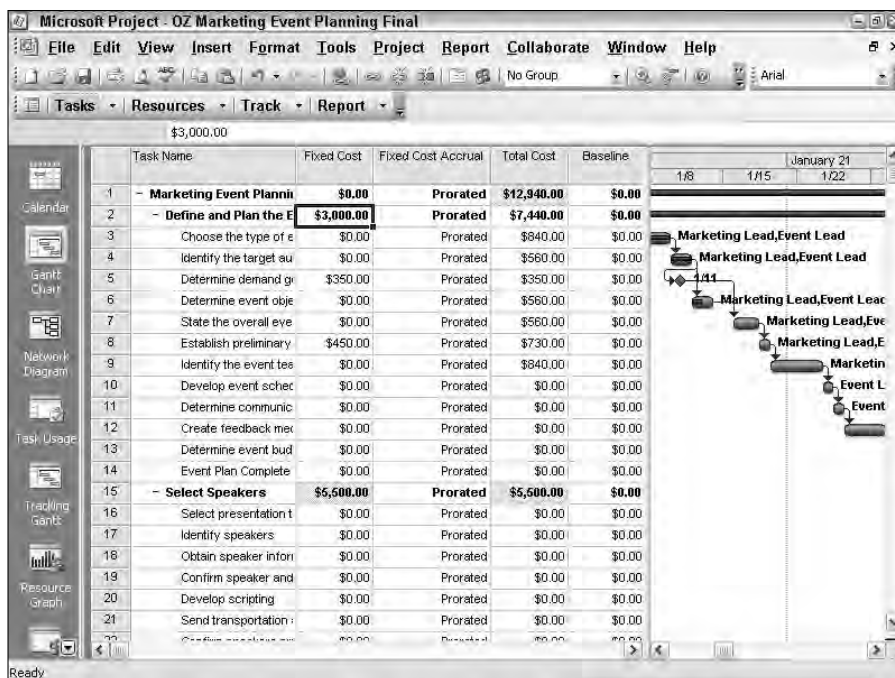 Microsoft Project - OZ Marketing Event Planning Final
File Edit View Insert Format Tools Project Report Collaborate Window Help
No Group Arial
Tasks Resources Track Report
$3,000.00
Task Name Fixed Cost Fixed Cost Accrual Total Cost Baseline
January 21
1/8 1/15 1/22
Calendar
Gantt Chart
Network Diagram
Task Usage
Tracking Gantt
Resource Graph
1 − Marketing Event Plannin $0.00 Prorated $12,940.00 $0.00
2 − Define and Plan the E $3,000.00 Prorated $7,440.00 $0.00
3 Choose the type of e $0.00 Prorated $840.00 $0.00 Marketing Lead,Event Lead
4 Identify the target au $0.00 Prorated $560.00 $0.00 Marketing Lead,Event Lead
5 Determine demand g $350.00 Prorated $350.00 $0.00 1/11
6 Determine event obje $0.00 Prorated $560.00 $0.00 Marketing Lead,Event Leac
7 State the overall eve $0.00 Prorated $560.00 $0.00 Marketing Lead,Eve
8 Establish preliminary $450.00 Prorated $730.00 $0.00 Marketing Lead,E
9 Identify the event tea $0.00 Prorated $840.00 $0.00 Marketin
10 Develop event sched $0.00 Prorated $0.00 $0.00 Event L
11 Determine communic $0.00 Prorated $0.00 $0.00 Event
12 Create feedback mec $0.00 Prorated $0.00 $0.00
13 Determine event bud $0.00 Prorated $0.00 $0.00
14 Event Plan Complete $0.00 Prorated $0.00 $0.00
15 − Select Speakers $5,500.00 Prorated $5,500.00 $0.00
16 Select presentation t $0.00 Prorated $0.00 $0.00
17 Identify speakers $0.00 Prorated $0.00 $0.00
18 Obtain speaker inforr $0.00 Prorated $0.00 $0.00
19 Confirm speaker and $0.00 Prorated $0.00 $0.00
20 Develop scripting $0.00 Prorated $0.00 $0.00
21 Send transportation $0.00 Prorated $0.00 $0.00
Ready